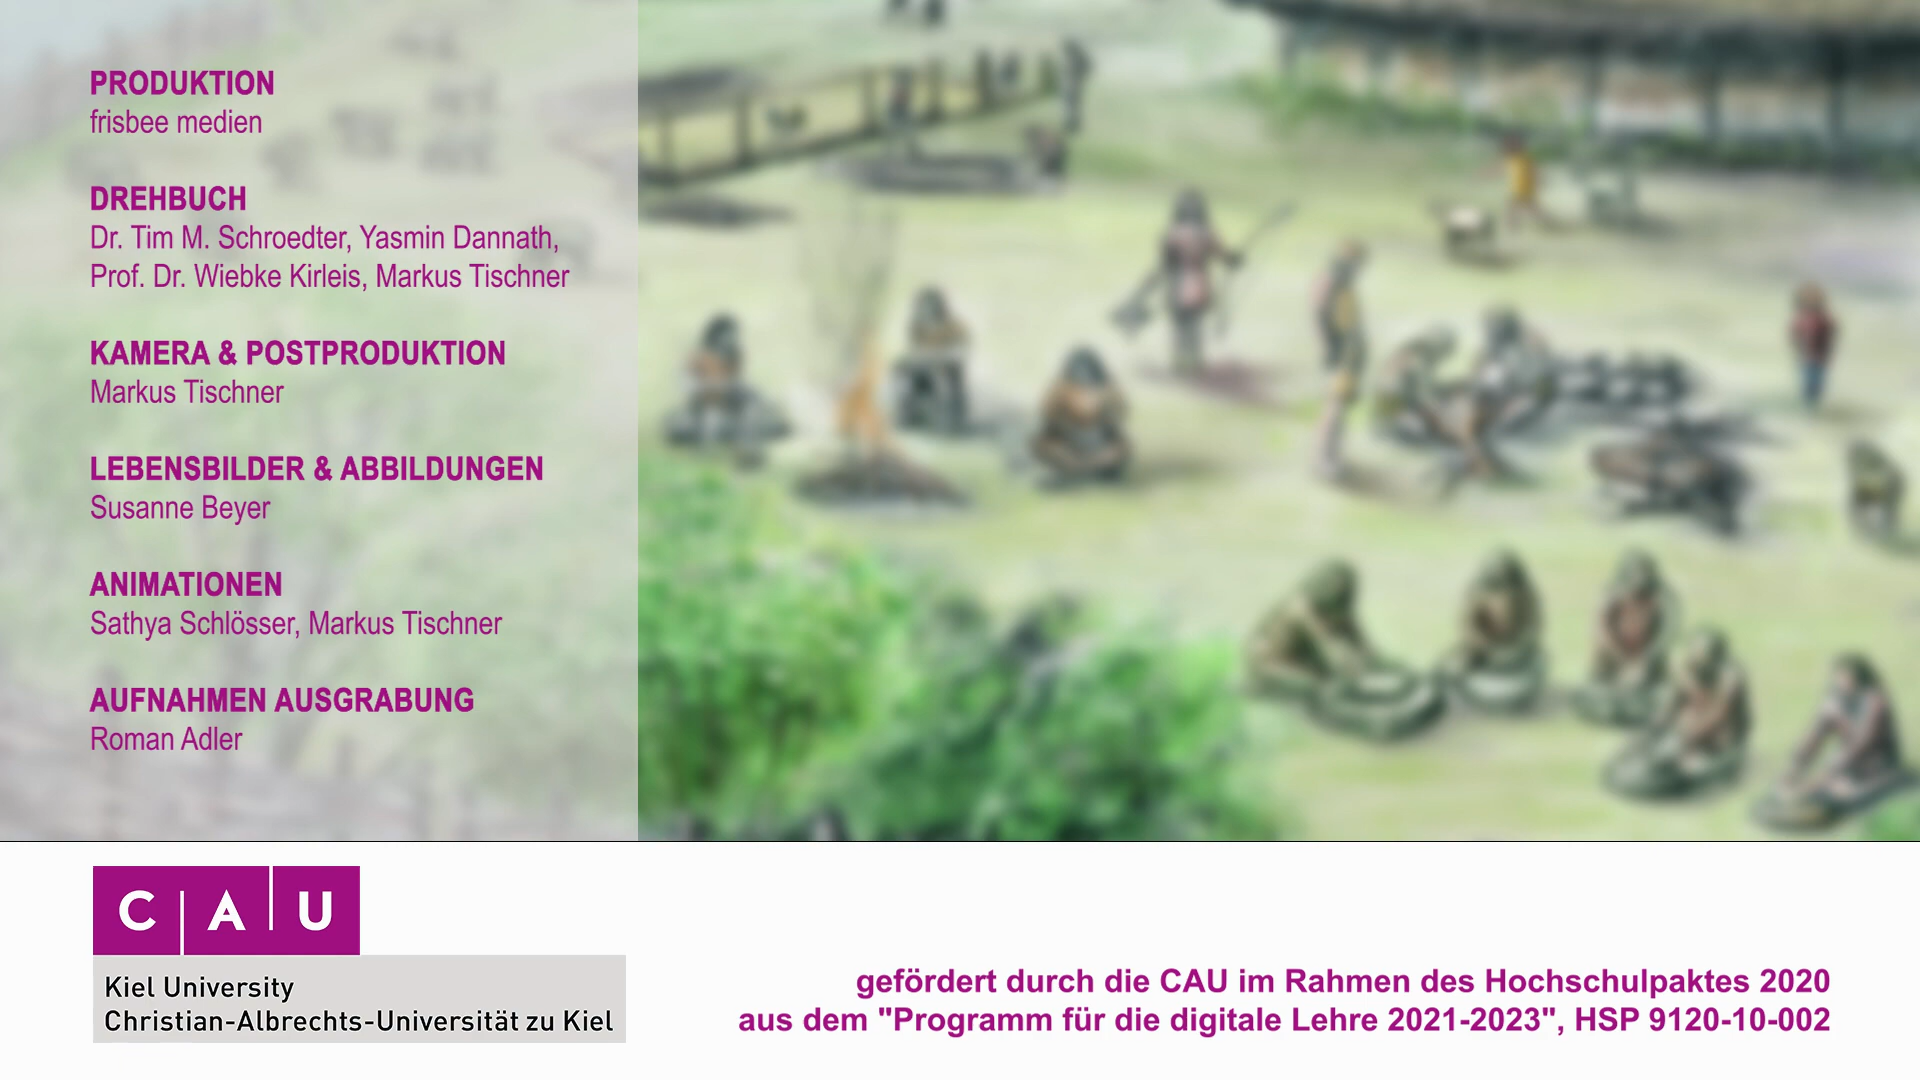 PRODUKTION
frisbee medien
DREHBUCH
Dr. Tim M. Schroedter, Yasmin Dannath,
Prof. Dr. Wiebke Kirleis, Markus Tischner
KAMERA & POSTPRODUKTION
Markus Tischner
LEBENSBILDER & ABBILDUNGEN
Susanne Beyer
ANIMATIONEN
Sathya Schlösser, Markus Tischner
AUFNAHMEN AUSGRABUNG
Roman Adler
CAU
Kiel University
Christian-Albrechts-Universität zu Kiel
gefördert durch die CAU im Rahmen des Hochschulpaktes 2020
aus dem "Programm für die digitale Lehre 2021-2023", HSP 9120-10-002